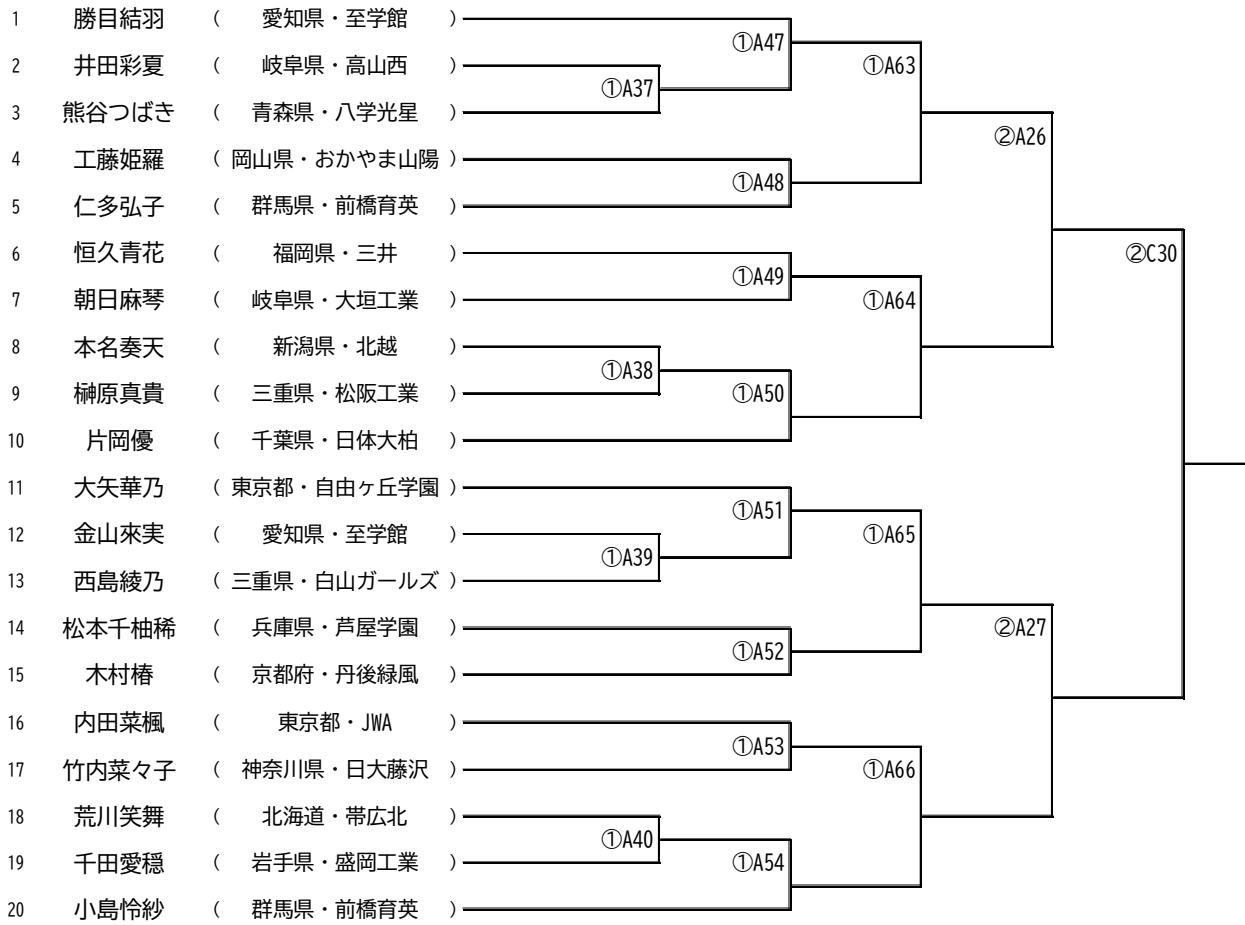 1 勝目結羽 ( 愛知県・至学館 )
①A47
2 井田彩夏 ( 岐阜県・高山西 )
①A63
①A37
3 熊谷つばき ( 青森県・八学光星 )
②A26
4 工藤姫羅 ( 岡山県・おかやま山陽 )
①A48
5 仁多弘子 ( 群馬県・前橋育英 )
6 恒久青花 ( 福岡県・三井 )
②C30
①A49
7 朝日麻琴 ( 岐阜県・大垣工業 )
①A64
8 本名奏天 ( 新潟県・北越 )
①A38
9 榊原真貴 ( 三重県・松阪工業 )
①A50
10 片岡優 ( 千葉県・日体大柏 )
11 大矢華乃 ( 東京都・自由ヶ丘学園 )
①A51
12 金山來実 ( 愛知県・至学館 )
①A65
①A39
13 西島綾乃 ( 三重県・白山ガールズ )
14 松本千柚稀 ( 兵庫県・芦屋学園 )
②A27
①A52
15 木村椿 ( 京都府・丹後緑風 )
16 内田菜楓 ( 東京都・JWA )
①A53
17 竹内菜々子 ( 神奈川県・日大藤沢 )
①A66
18 荒川笑舞 ( 北海道・帯広北 )
①A40
19 千田愛穏 ( 岩手県・盛岡工業 )
①A54
20 小島怜紗 ( 群馬県・前橋育英 )